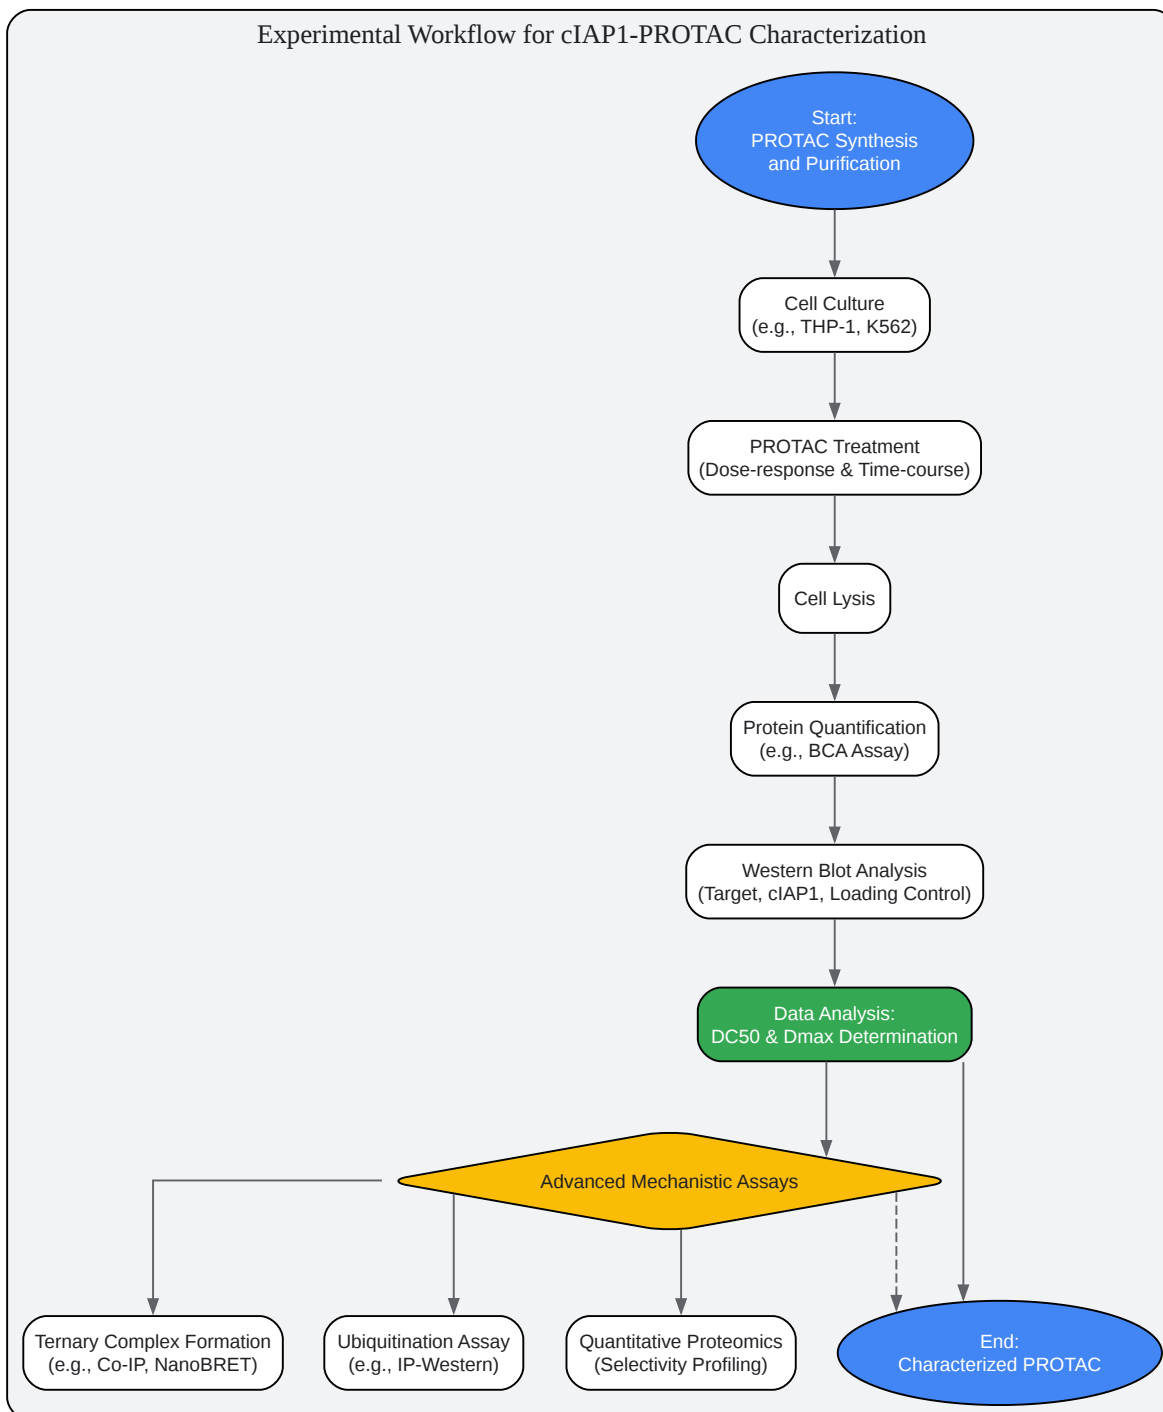 Experimental Workflow for cIAP1-PROTAC Characterization
Start:
PROTAC Synthesis
and Purification
Cell Culture
(e.g., THP-1, K562)
PROTAC Treatment
(Dose-response & Time-course)
Cell Lysis
Protein Quantification
(e.g., BCA Assay)
Western Blot Analysis
(Target, cIAP1, Loading Control)
Data Analysis:
DC50 & Dmax Determination
Advanced Mechanistic Assays
Ternary Complex Formation
(e.g., Co-IP, NanoBRET)
Ubiquitination Assay
(e.g., IP-Western)
Quantitative Proteomics
(Selectivity Profiling)
End:
Characterized PROTAC